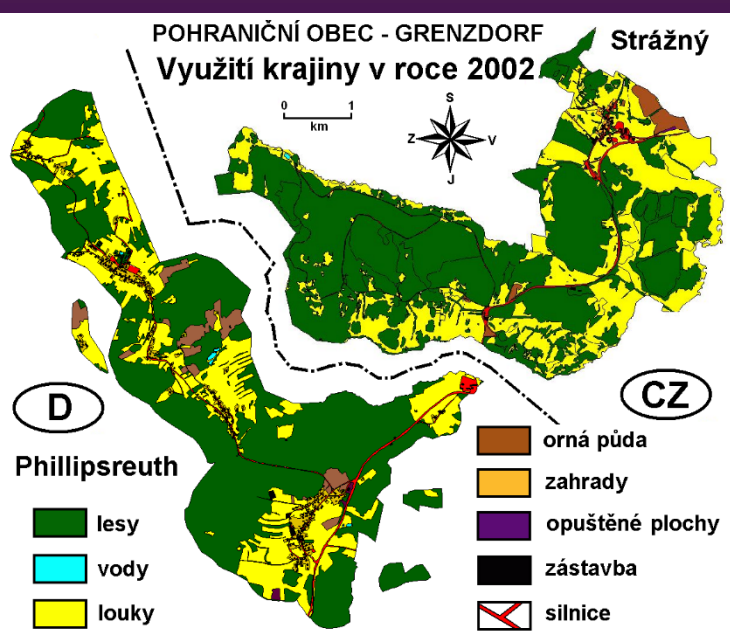 POHRANIČNÍ OBEC - GRENZDORF
Strážný
Využití krajiny v roce 2002
0 1
km
S
Z V
J
D
CZ
Phillipsreuth
lesy
vody
louky
orná půda
zahrady
opuštěné plochy
zástavba
silnice